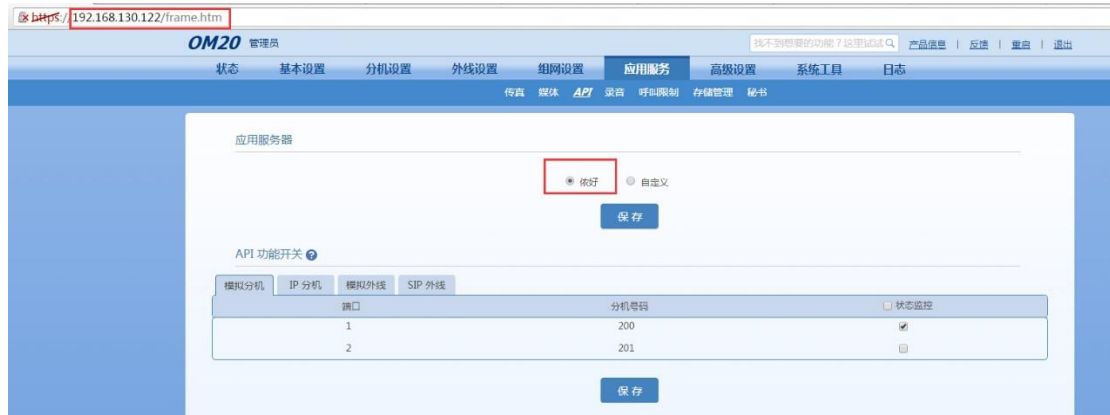 https://192.168.130.122/frame.htm
OM20 管理员 找不到想要的功能?这里试试 产品信息 | 反馈 | 重启 | 退出
状态 基本设置 分机设置 外线设置 组网设置 应用服务 高级设置 系统工具 日志
传真 媒体 API 录音 呼叫限制 存储管理 秘书
应用服务器
侬好 自定义
保存
API 功能开关
模拟分机 IP 分机 模拟外线 SIP 外线
端口 分机号码 状态监控
1 200
2 201
保存